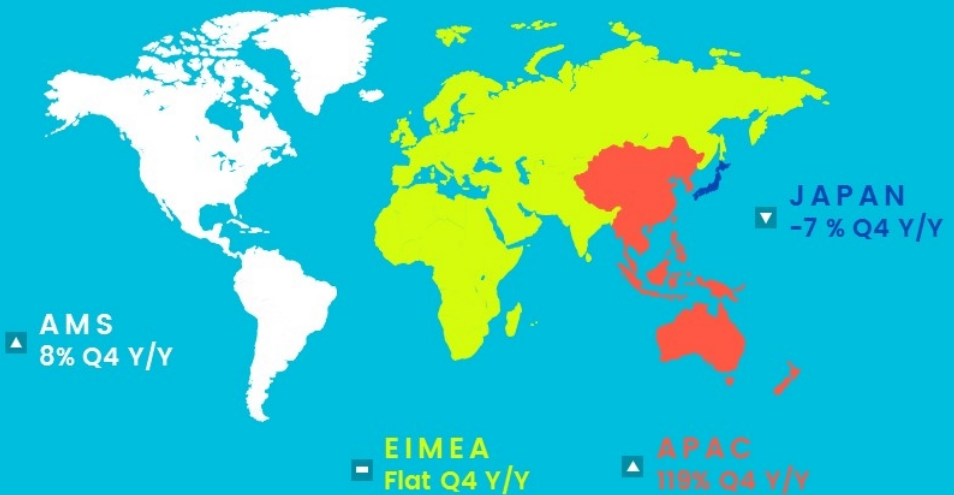 JAPAN
-7 % Q4 Y/Y
AMS
8% Q4 Y/Y
EIMEA
Flat Q4 Y/Y
APAC
119% Q4 Y/Y